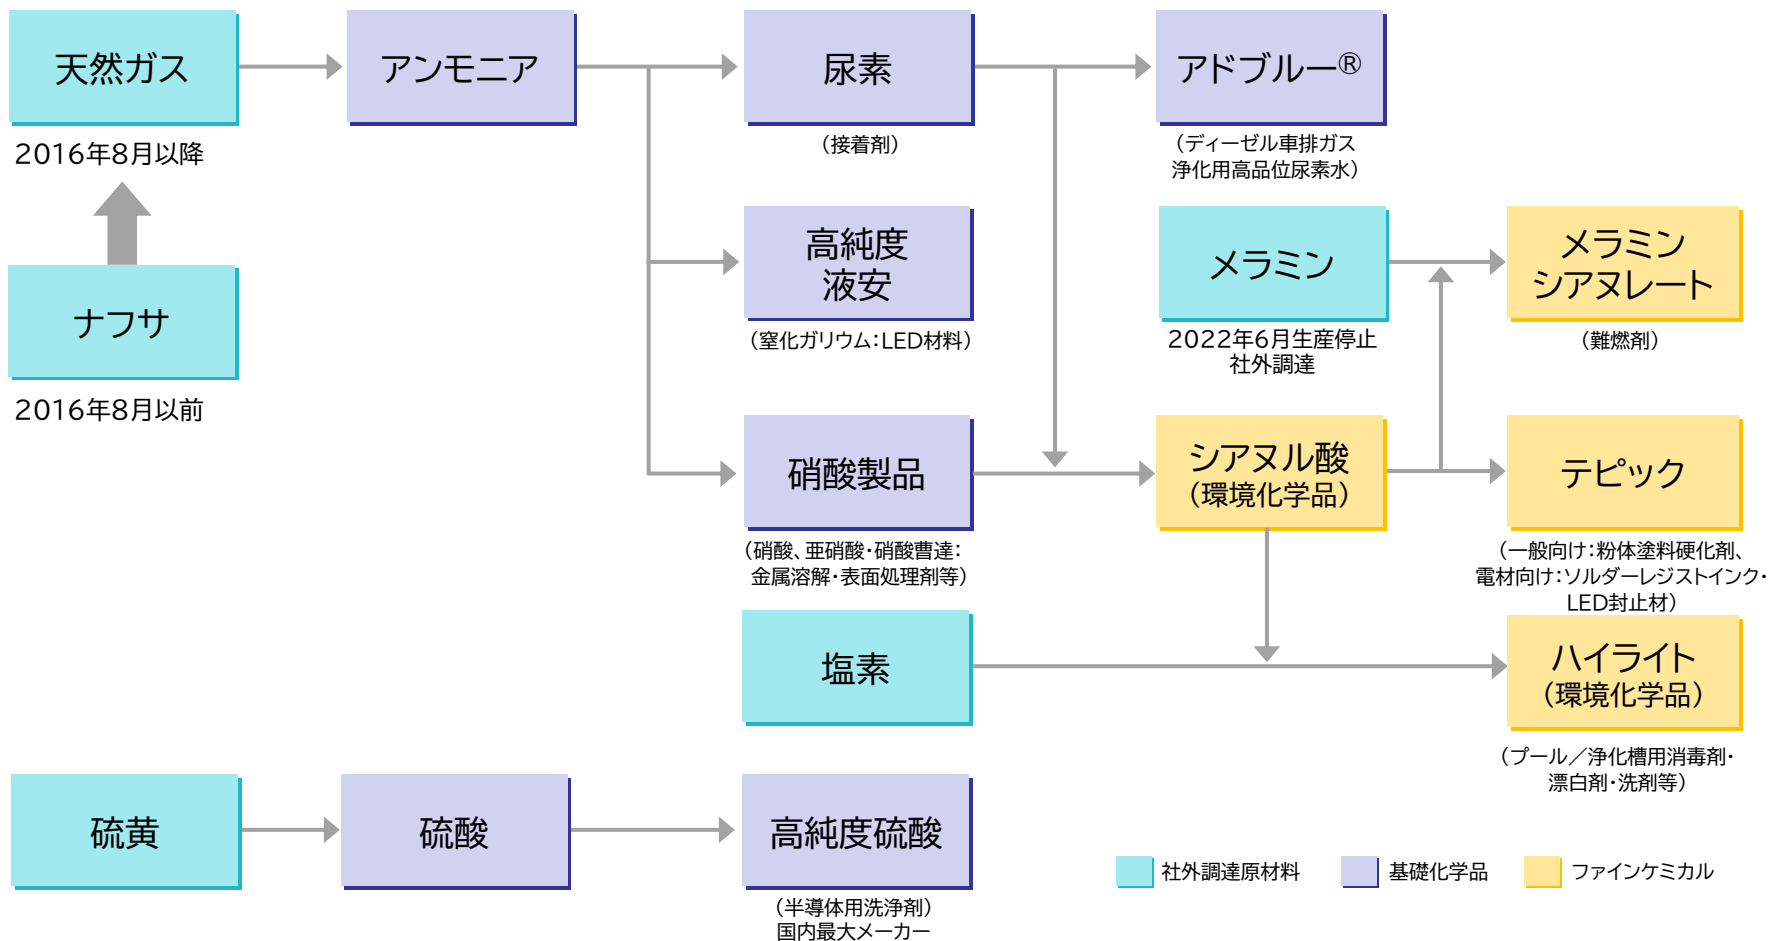 天然ガス
2016年8月以降
ナフサ
2016年8月以前
アンモニア
尿素
（接着剤）
アドブルー®
（ディーゼル車排ガス
浄化用高品位尿素水）
高純度
液安
（窒化ガリウム：LED材料）
メラミン
2022年6月生産停止
社外調達
メラミン
シアヌレート
（難燃剤）
硝酸製品
（硝酸、亜硝酸・硝酸曹達：
金属溶解・表面処理剤等）
シアヌル酸
（環境化学品）
テピック
（一般向け：粉体塗料硬化剤、
電材向け：ソルダーレジストインク・
LED封止材）
塩素
ハイライト
（環境化学品）
（プール／浄化槽用消毒剤・
漂白剤・洗剤等）
硫黄
硫酸
高純度硫酸
（半導体用洗浄剤）
国内最大メーカー
社外調達原材料
基礎化学品
ファインケミカル